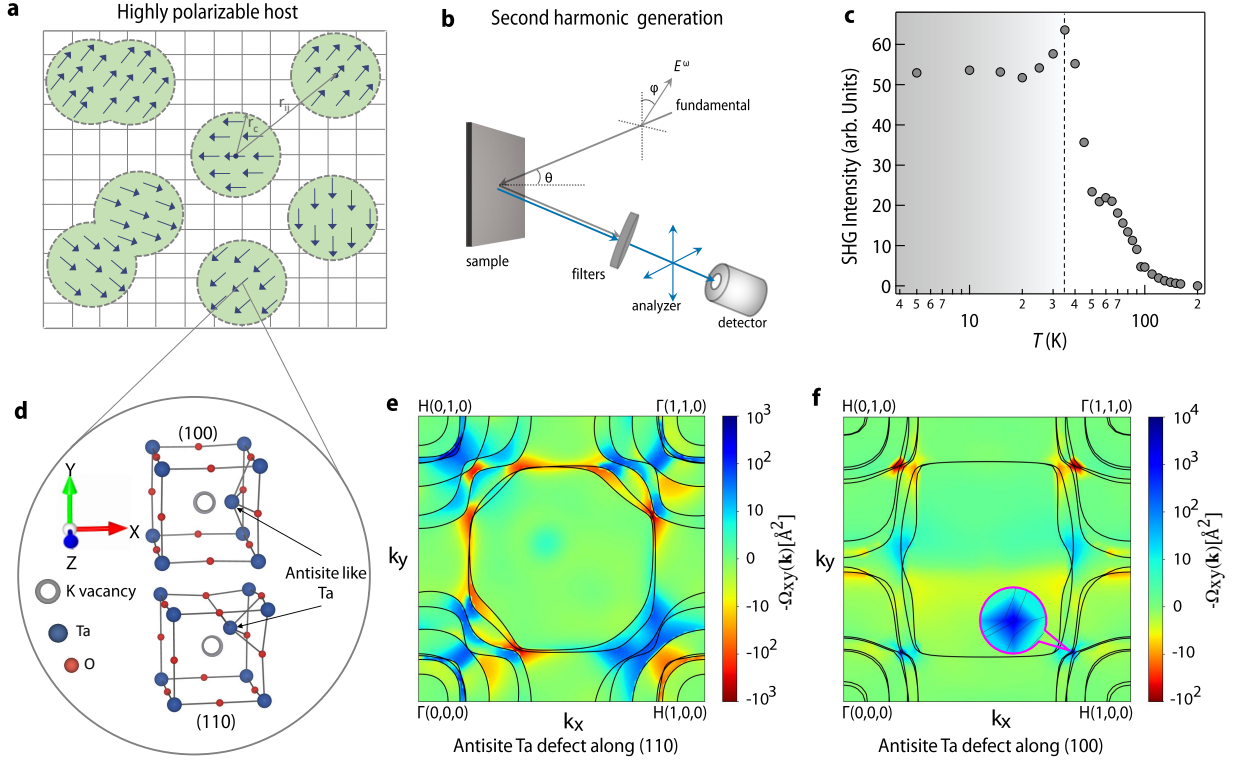 a
Highly polarizable host
r_ij
r_c
b
Second harmonic generation
E^ω
φ
fundamental
θ
sample
filters
analyzer
detector
c
SHG Intensity (arb. Units)
60
50
40
30
20
10
0
4 5 6 7 2 3 4 5 6 7 2
10 100
T (K)
d
(100)
Y
X
Z
Antisite like
Ta
K vacancy
Ta
O
(110)
e
H(0,1,0) Γ(1,1,0)
k_y
Γ(0,0,0) H(1,0,0)
k_x
Antisite Ta defect along (110)
10^3
10^2
10
0
-10
-10^2
-10^3
-Ω_xy(k)[Å^2]
f
H(0,1,0) Γ(1,1,0)
k_y
Γ(0,0,0) H(1,0,0)
k_x
Antisite Ta defect along (100)
10^4
10^3
10^2
10
0
-10
-10^2
-Ω_xy(k)[Å^2]